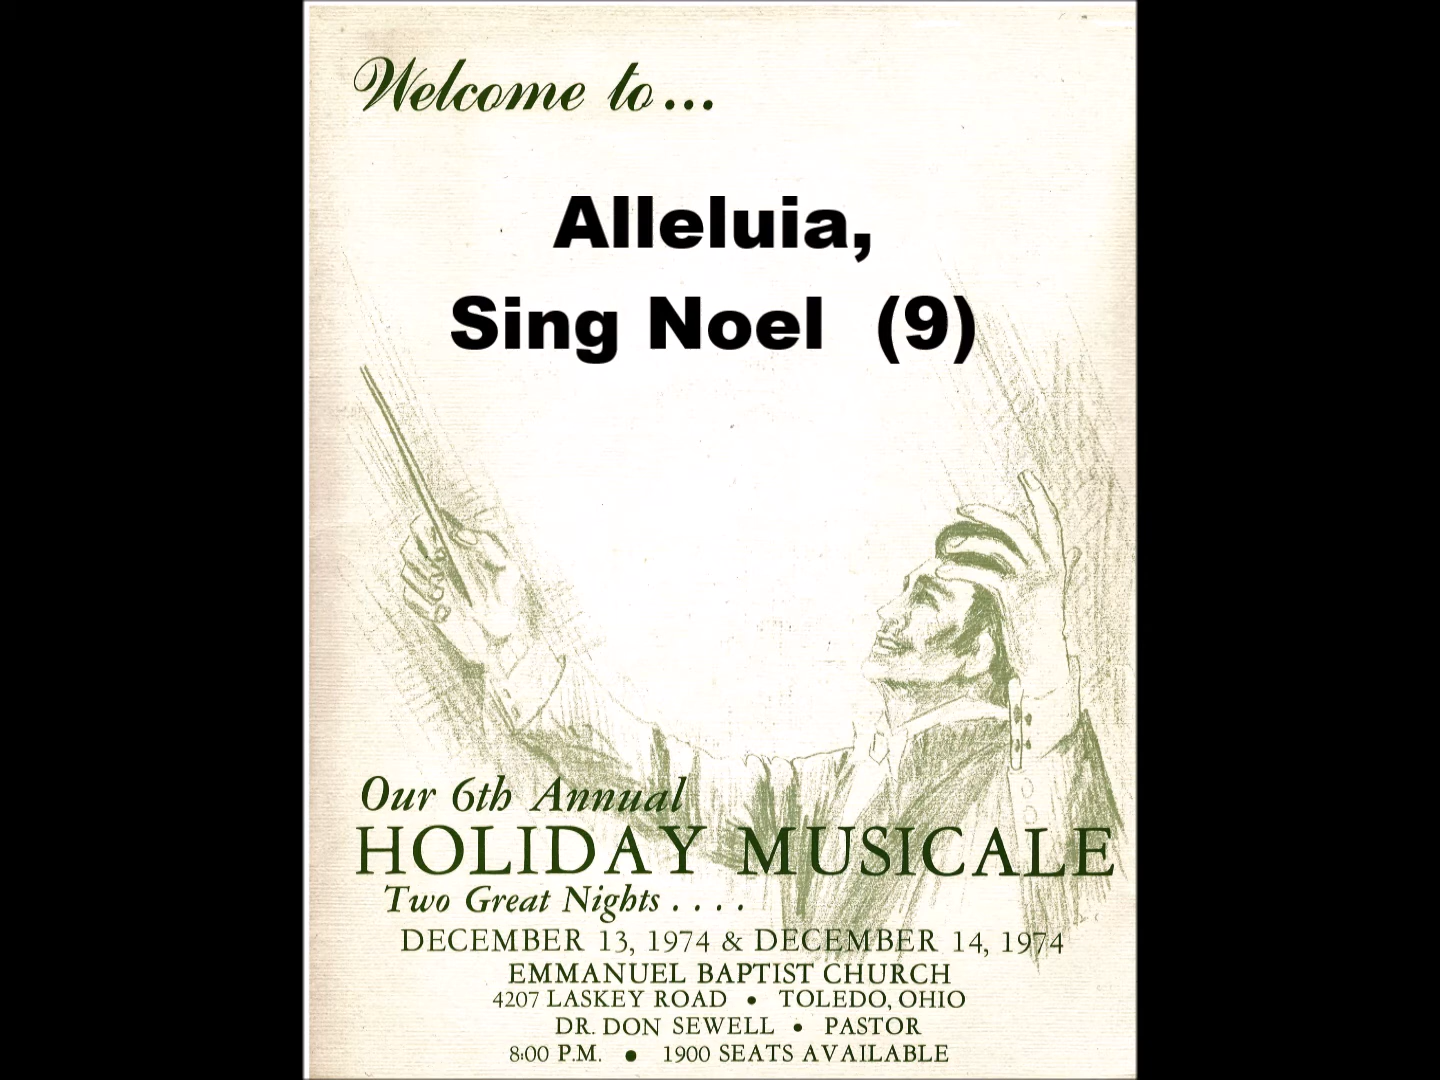 Welcome to...
Alleluia,
Sing Noel (9)
Our 6th Annual
HOLIDAY MUSICALE
Two Great Nights . . . .
DECEMBER 13, 1974 & DECEMBER 14, 1974
EMMANUEL BAPTIST CHURCH
4207 LASKEY ROAD • TOLEDO, OHIO
DR. DON SEWELL • PASTOR
8:00 P.M. • 1900 SEATS AVAILABLE